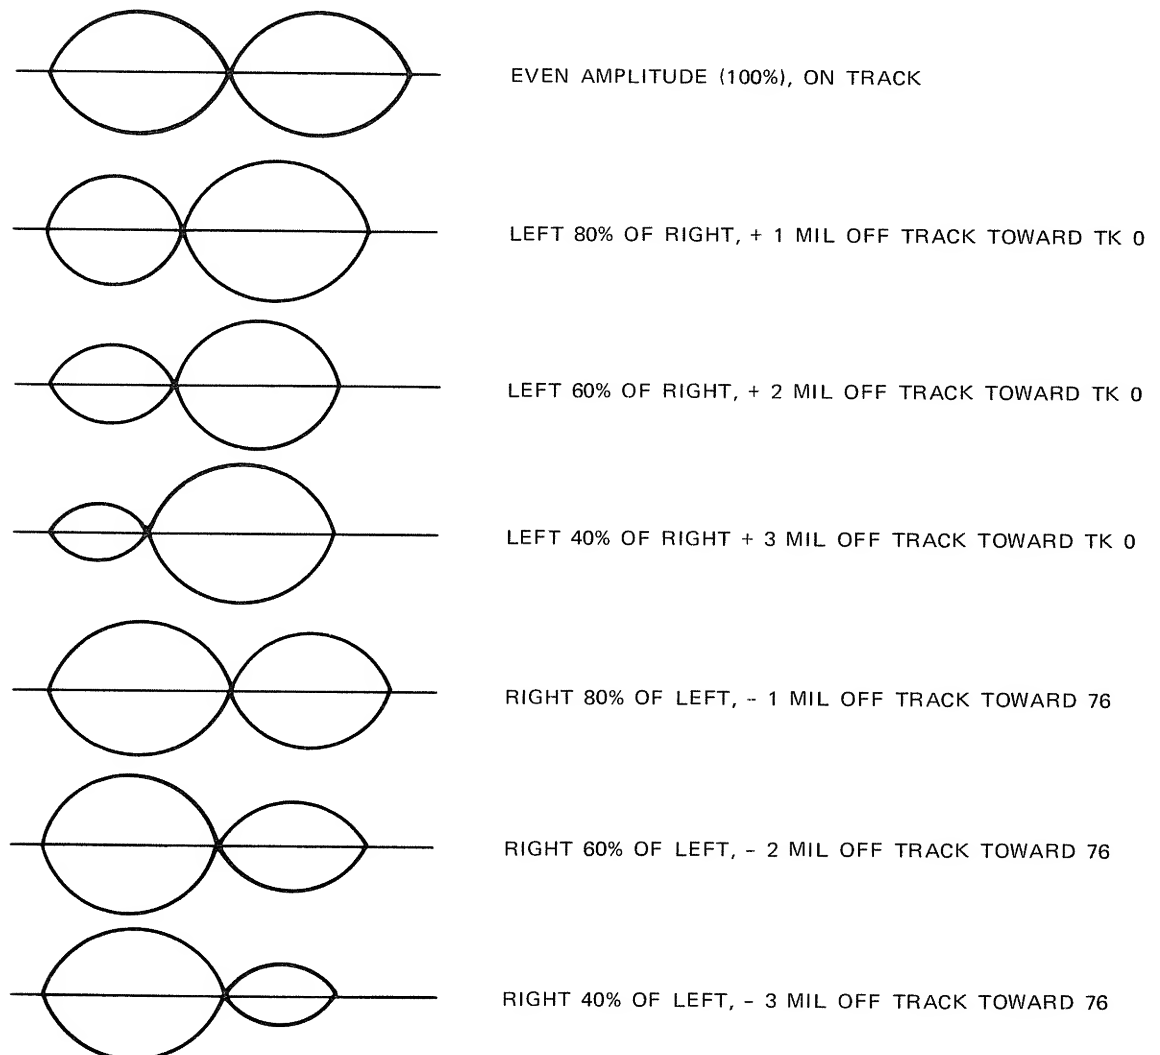 EVEN AMPLITUDE (100%), ON TRACK
LEFT 80% OF RIGHT, + 1 MIL OFF TRACK TOWARD TK 0
LEFT 60% OF RIGHT, + 2 MIL OFF TRACK TOWARD TK 0
LEFT 40% OF RIGHT + 3 MIL OFF TRACK TOWARD TK 0
RIGHT 80% OF LEFT, - 1 MIL OFF TRACK TOWARD 76
RIGHT 60% OF LEFT, - 2 MIL OFF TRACK TOWARD 76
RIGHT 40% OF LEFT, - 3 MIL OFF TRACK TOWARD 76